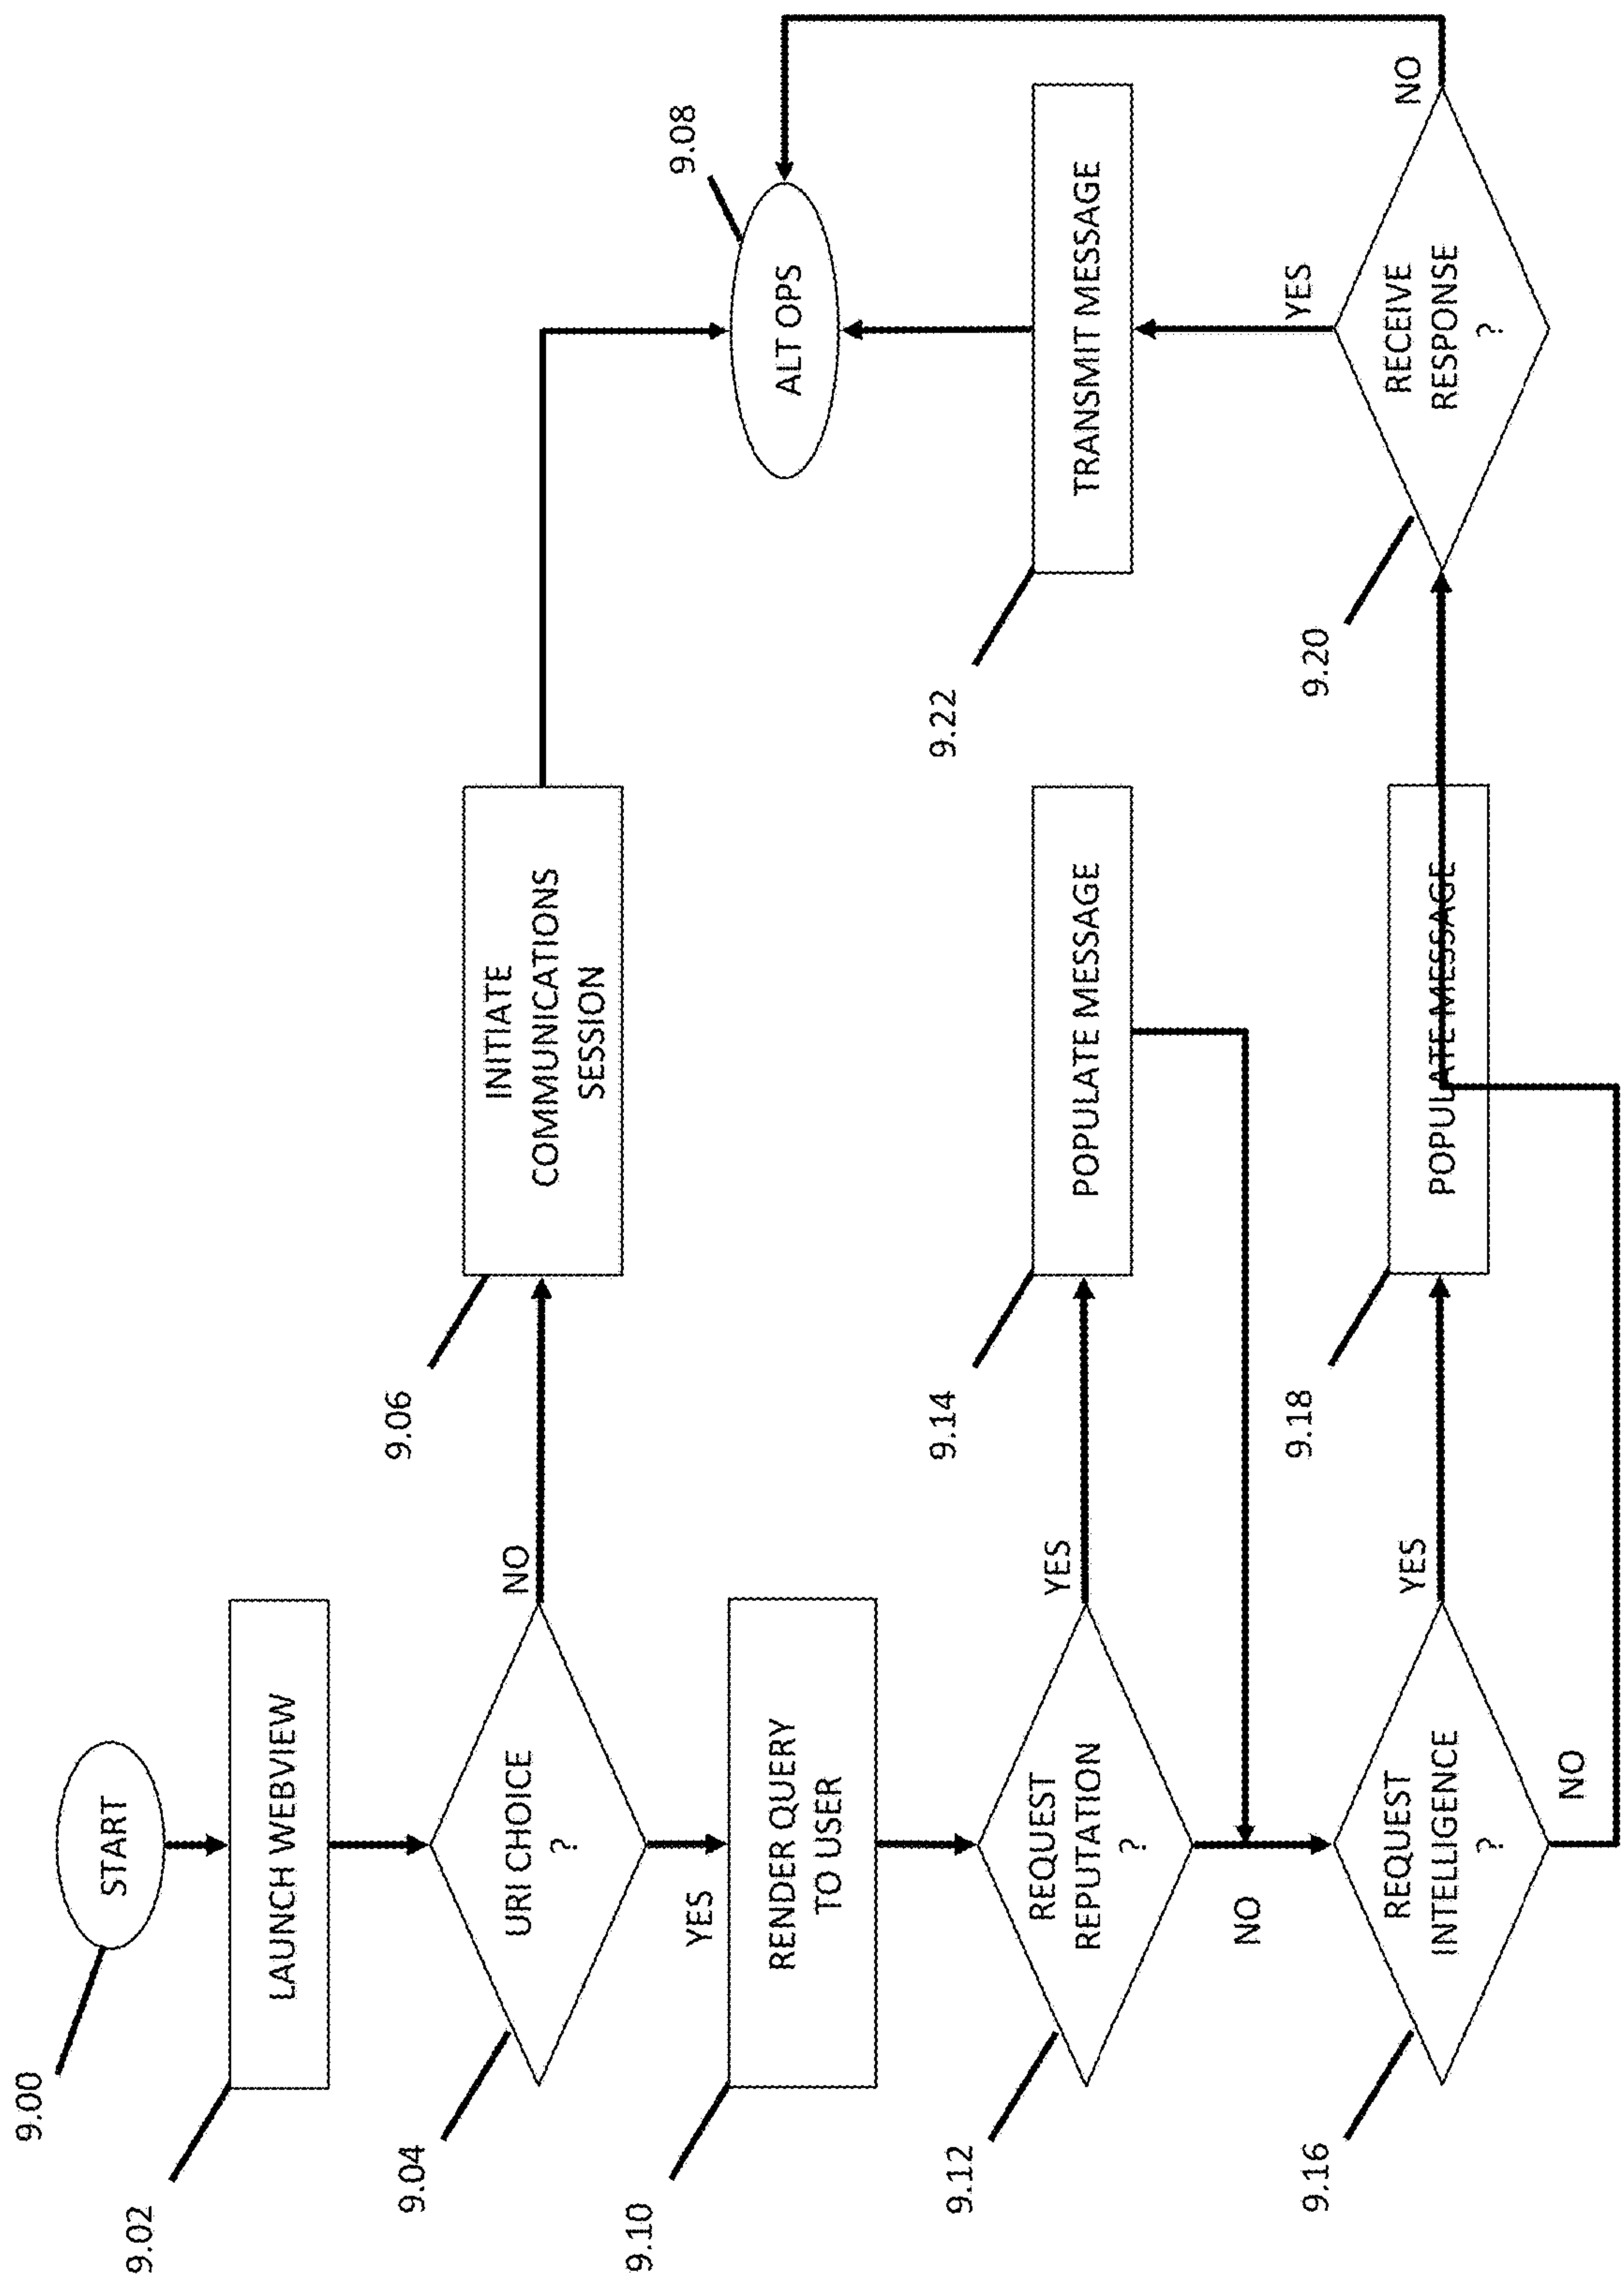 9.00
START
9.02
LAUNCH WEBVIEW
9.04
URI CHOICE
?
NO
YES
9.06
INITIATE
COMMUNICATIONS
SESSION
9.08
ALT OPS
9.10
RENDER QUERY
TO USER
9.12
REQUEST
REPUTATION
?
YES
NO
9.14
POPULATE MESSAGE
9.16
REQUEST
INTELLIGENCE
?
YES
NO
9.18
POPULATE MESSAGE
9.20
RECEIVE
RESPONSE
?
YES
NO
9.22
TRANSMIT MESSAGE